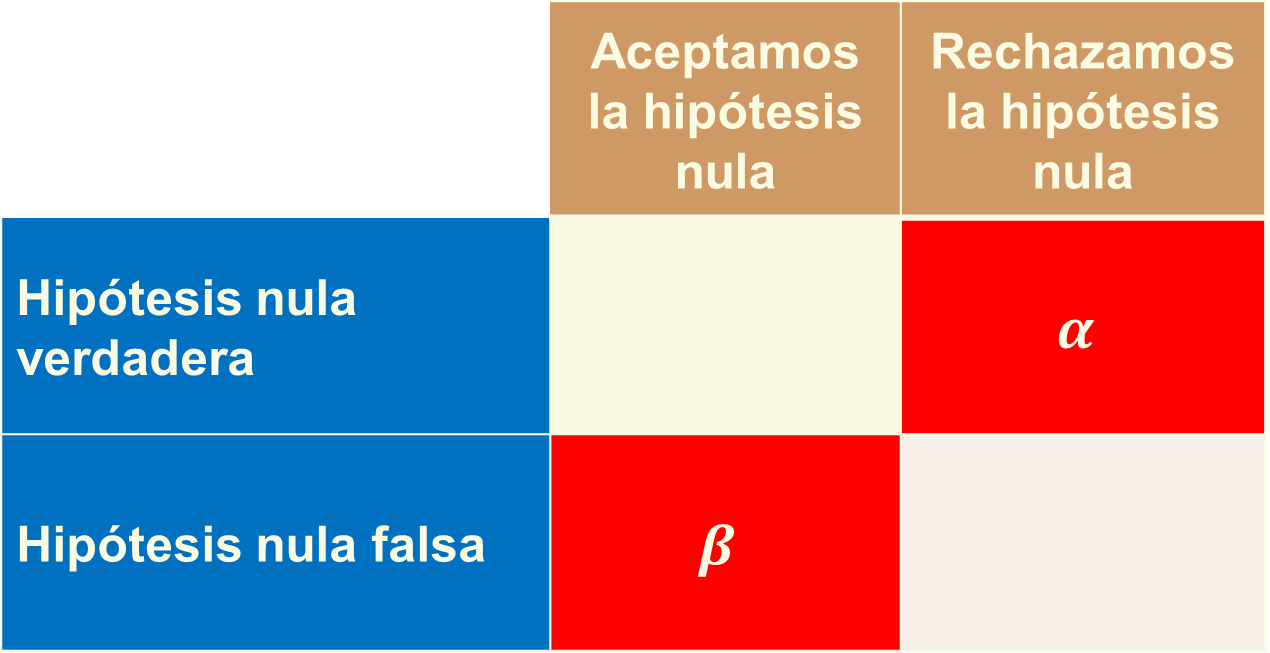 Aceptamos
la hipótesis
nula
Rechazamos
la hipótesis
nula
Hipótesis nula
verdadera
α
Hipótesis nula falsa
β